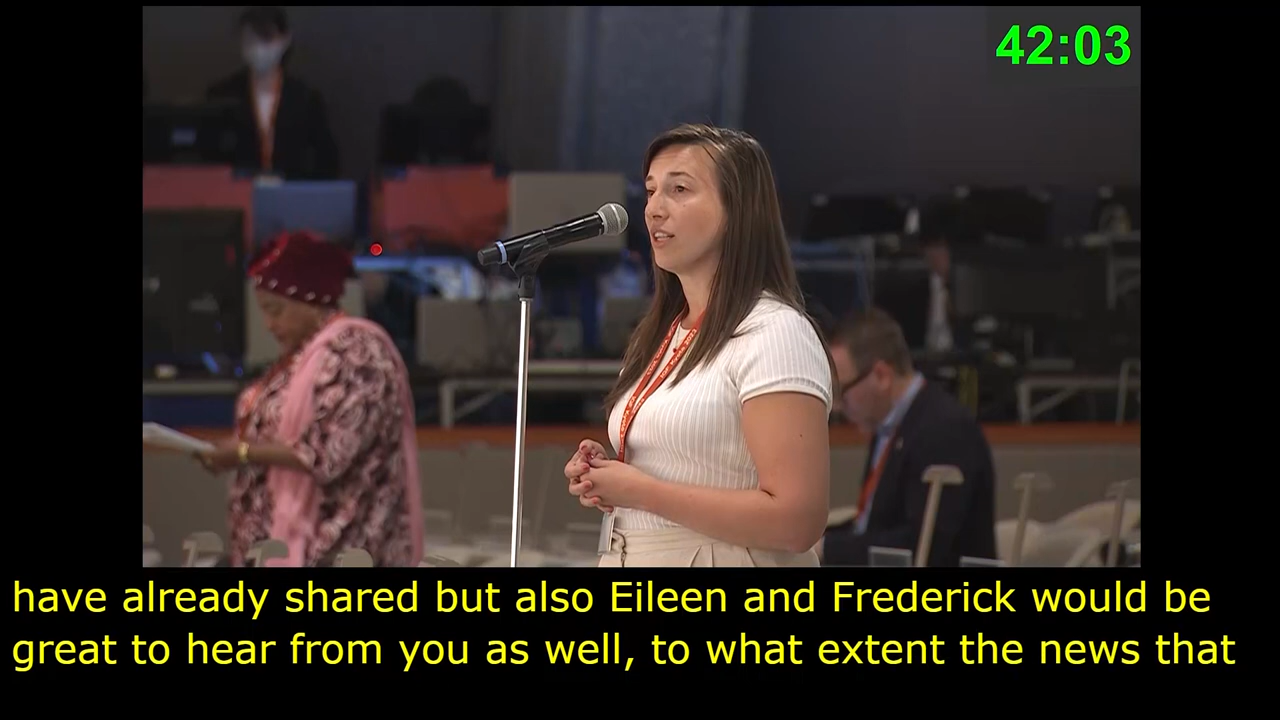 42:03
have already shared but also Eileen and Frederick would be
great to hear from you as well, to what extent the news that